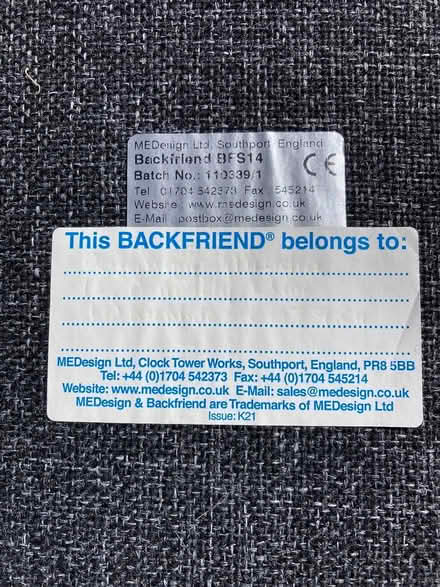 MEDesign Ltd, Southport, England
Backfriend BFS14
Batch No.: 110339/1
Tel 01704 542373 Fax 545214
Website www.medesign.co.uk
E-Mail postbox@medesign.co.uk
CE
This BACKFRIEND® belongs to:
MEDesign Ltd, Clock Tower Works, Southport, England, PR8 5BB
Tel: +44 (0)1704 542373 Fax: +44 (0)1704 545214
Website: www.medesign.co.uk E-Mail: sales@medesign.co.uk
MEDesign & Backfriend are Trademarks of MEDesign Ltd
Issue: K21